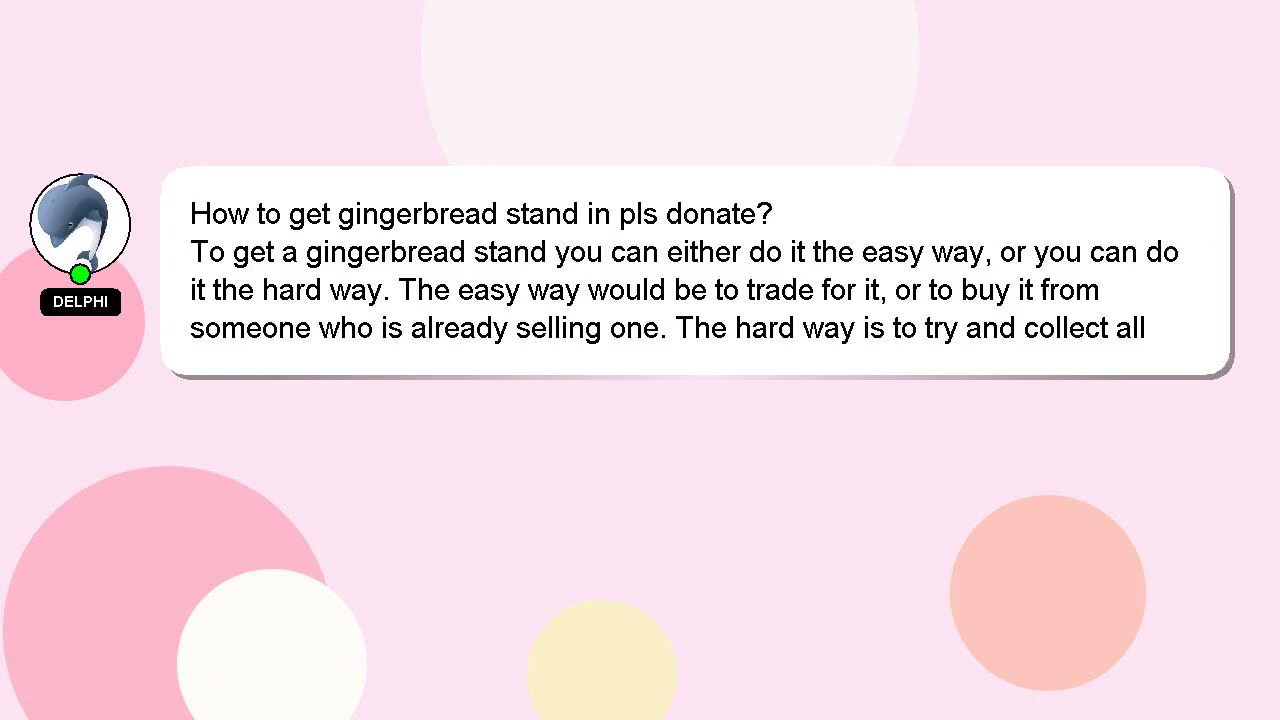 How to get gingerbread stand in pls donate?
To get a gingerbread stand you can either do it the easy way, or you can do
it the hard way. The easy way would be to trade for it, or to buy it from
someone who is already selling one. The hard way is to try and collect all
DELPHI